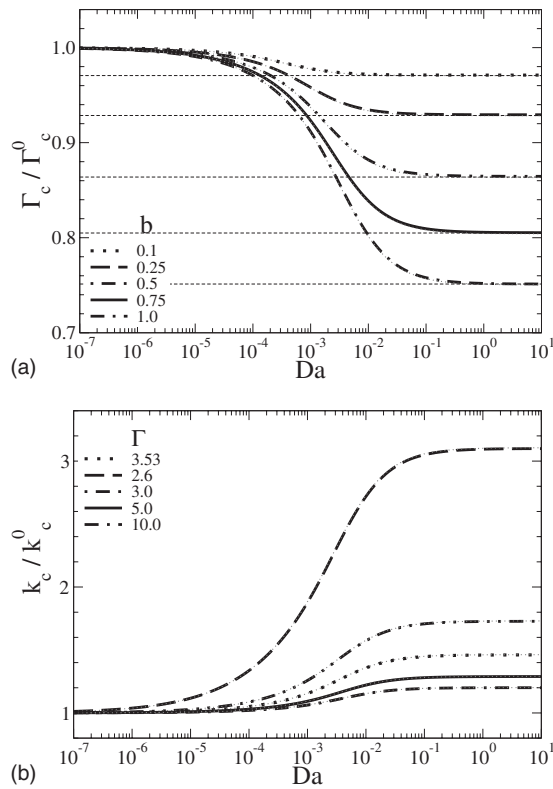 1.0
0.9
0.8
0.7
Γc / Γ⁰c
b
0.1
0.25
0.5
0.75
1.0
10⁻⁷ 10⁻⁶ 10⁻⁵ 10⁻⁴ 10⁻³ 10⁻² 10⁻¹ 10⁰ 10¹
(a)
Da
3
2
1
kc / k⁰c
Γ
3.53
2.6
3.0
5.0
10.0
10⁻⁷ 10⁻⁶ 10⁻⁵ 10⁻⁴ 10⁻³ 10⁻² 10⁻¹ 10⁰ 10¹
(b)
Da